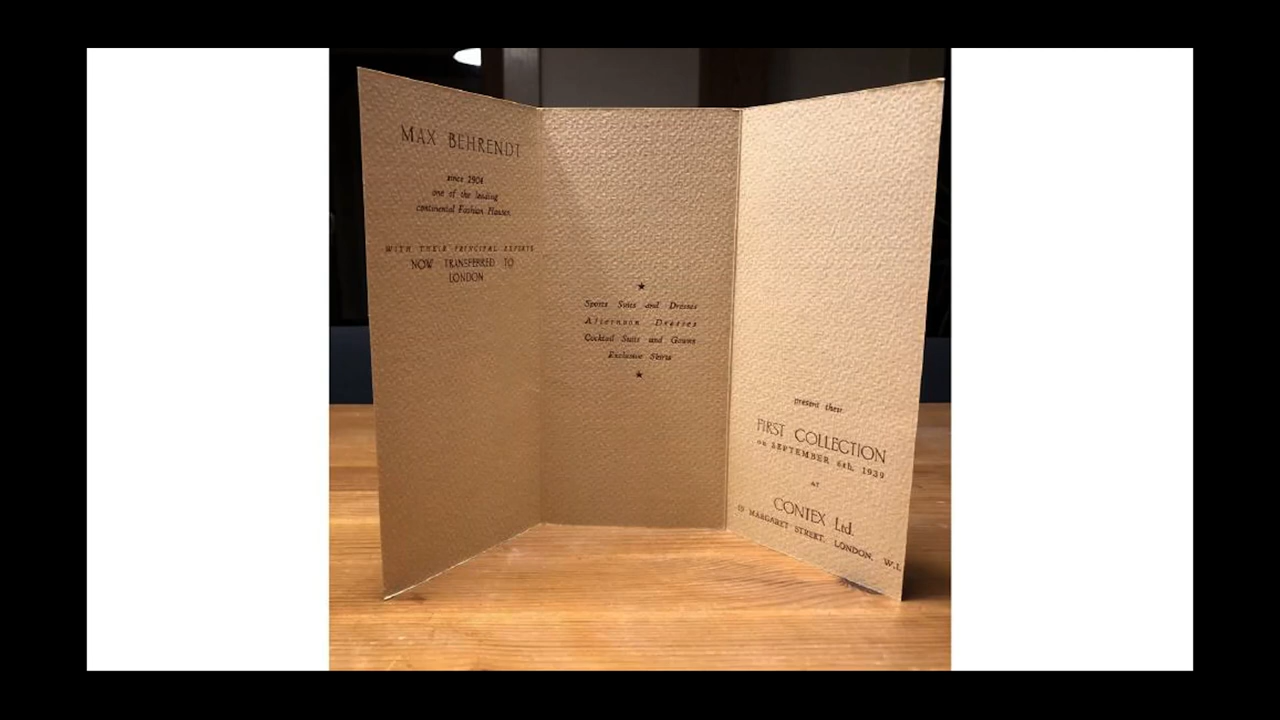 MAX BEHRENDT
since 1904
one of the leading
continental Fashion Houses
WITH THEIR PRINCIPAL EXPERTS
NOW TRANSFERRED TO
LONDON
★
Sports Suits and Dresses
Afternoon Dresses
Cocktail Suits and Gowns
Exclusive Shirts
★
present their
FIRST COLLECTION
on SEPTEMBER 6th, 1939
AT
CONTEX Ltd.
MARGARET STREET, LONDON, W.1.